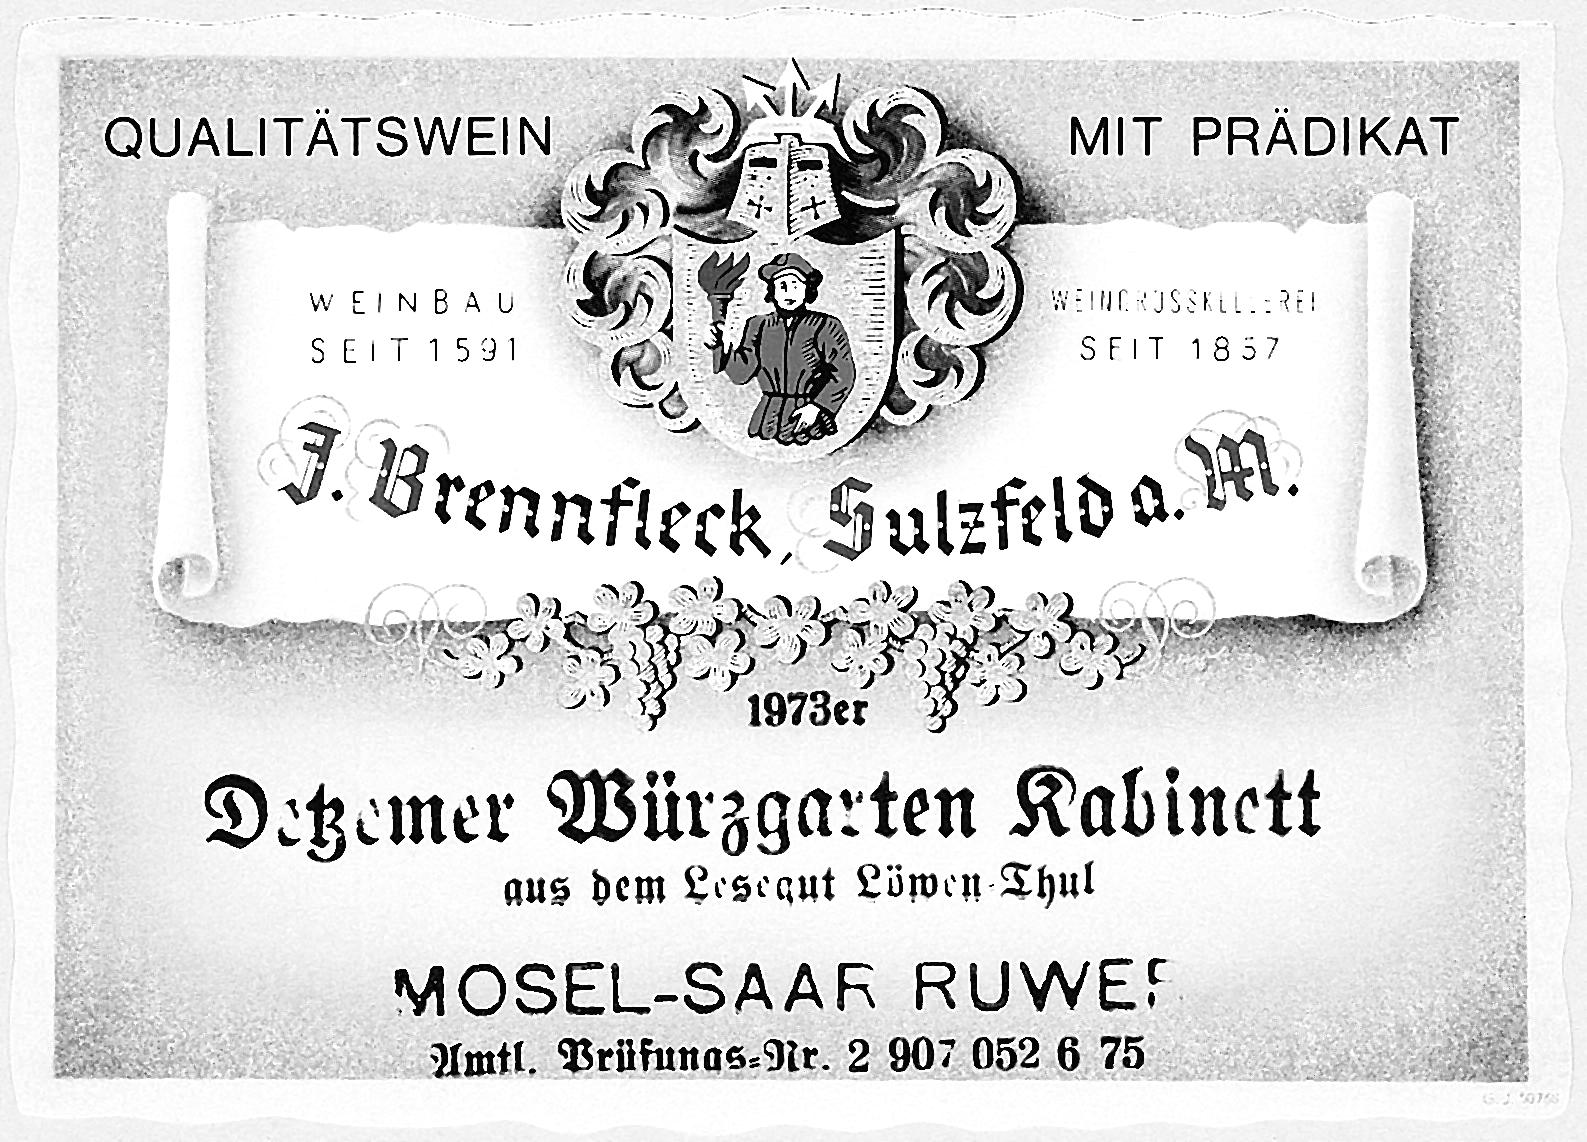 QUALITÄTSWEIN MIT PRÄDIKAT
WEINBAU
SEIT 1591
WEINGROSSKELLEREI
SEIT 1857
J. Brennfleck, Sulzfeld a. M.
1973er
Detzemer Würzgarten Kabinett
aus dem Lesegut Löwen-Thul
MOSEL-SAAR RUWER
Amtl. Prüfungs-Nr. 2 907 052 6 75